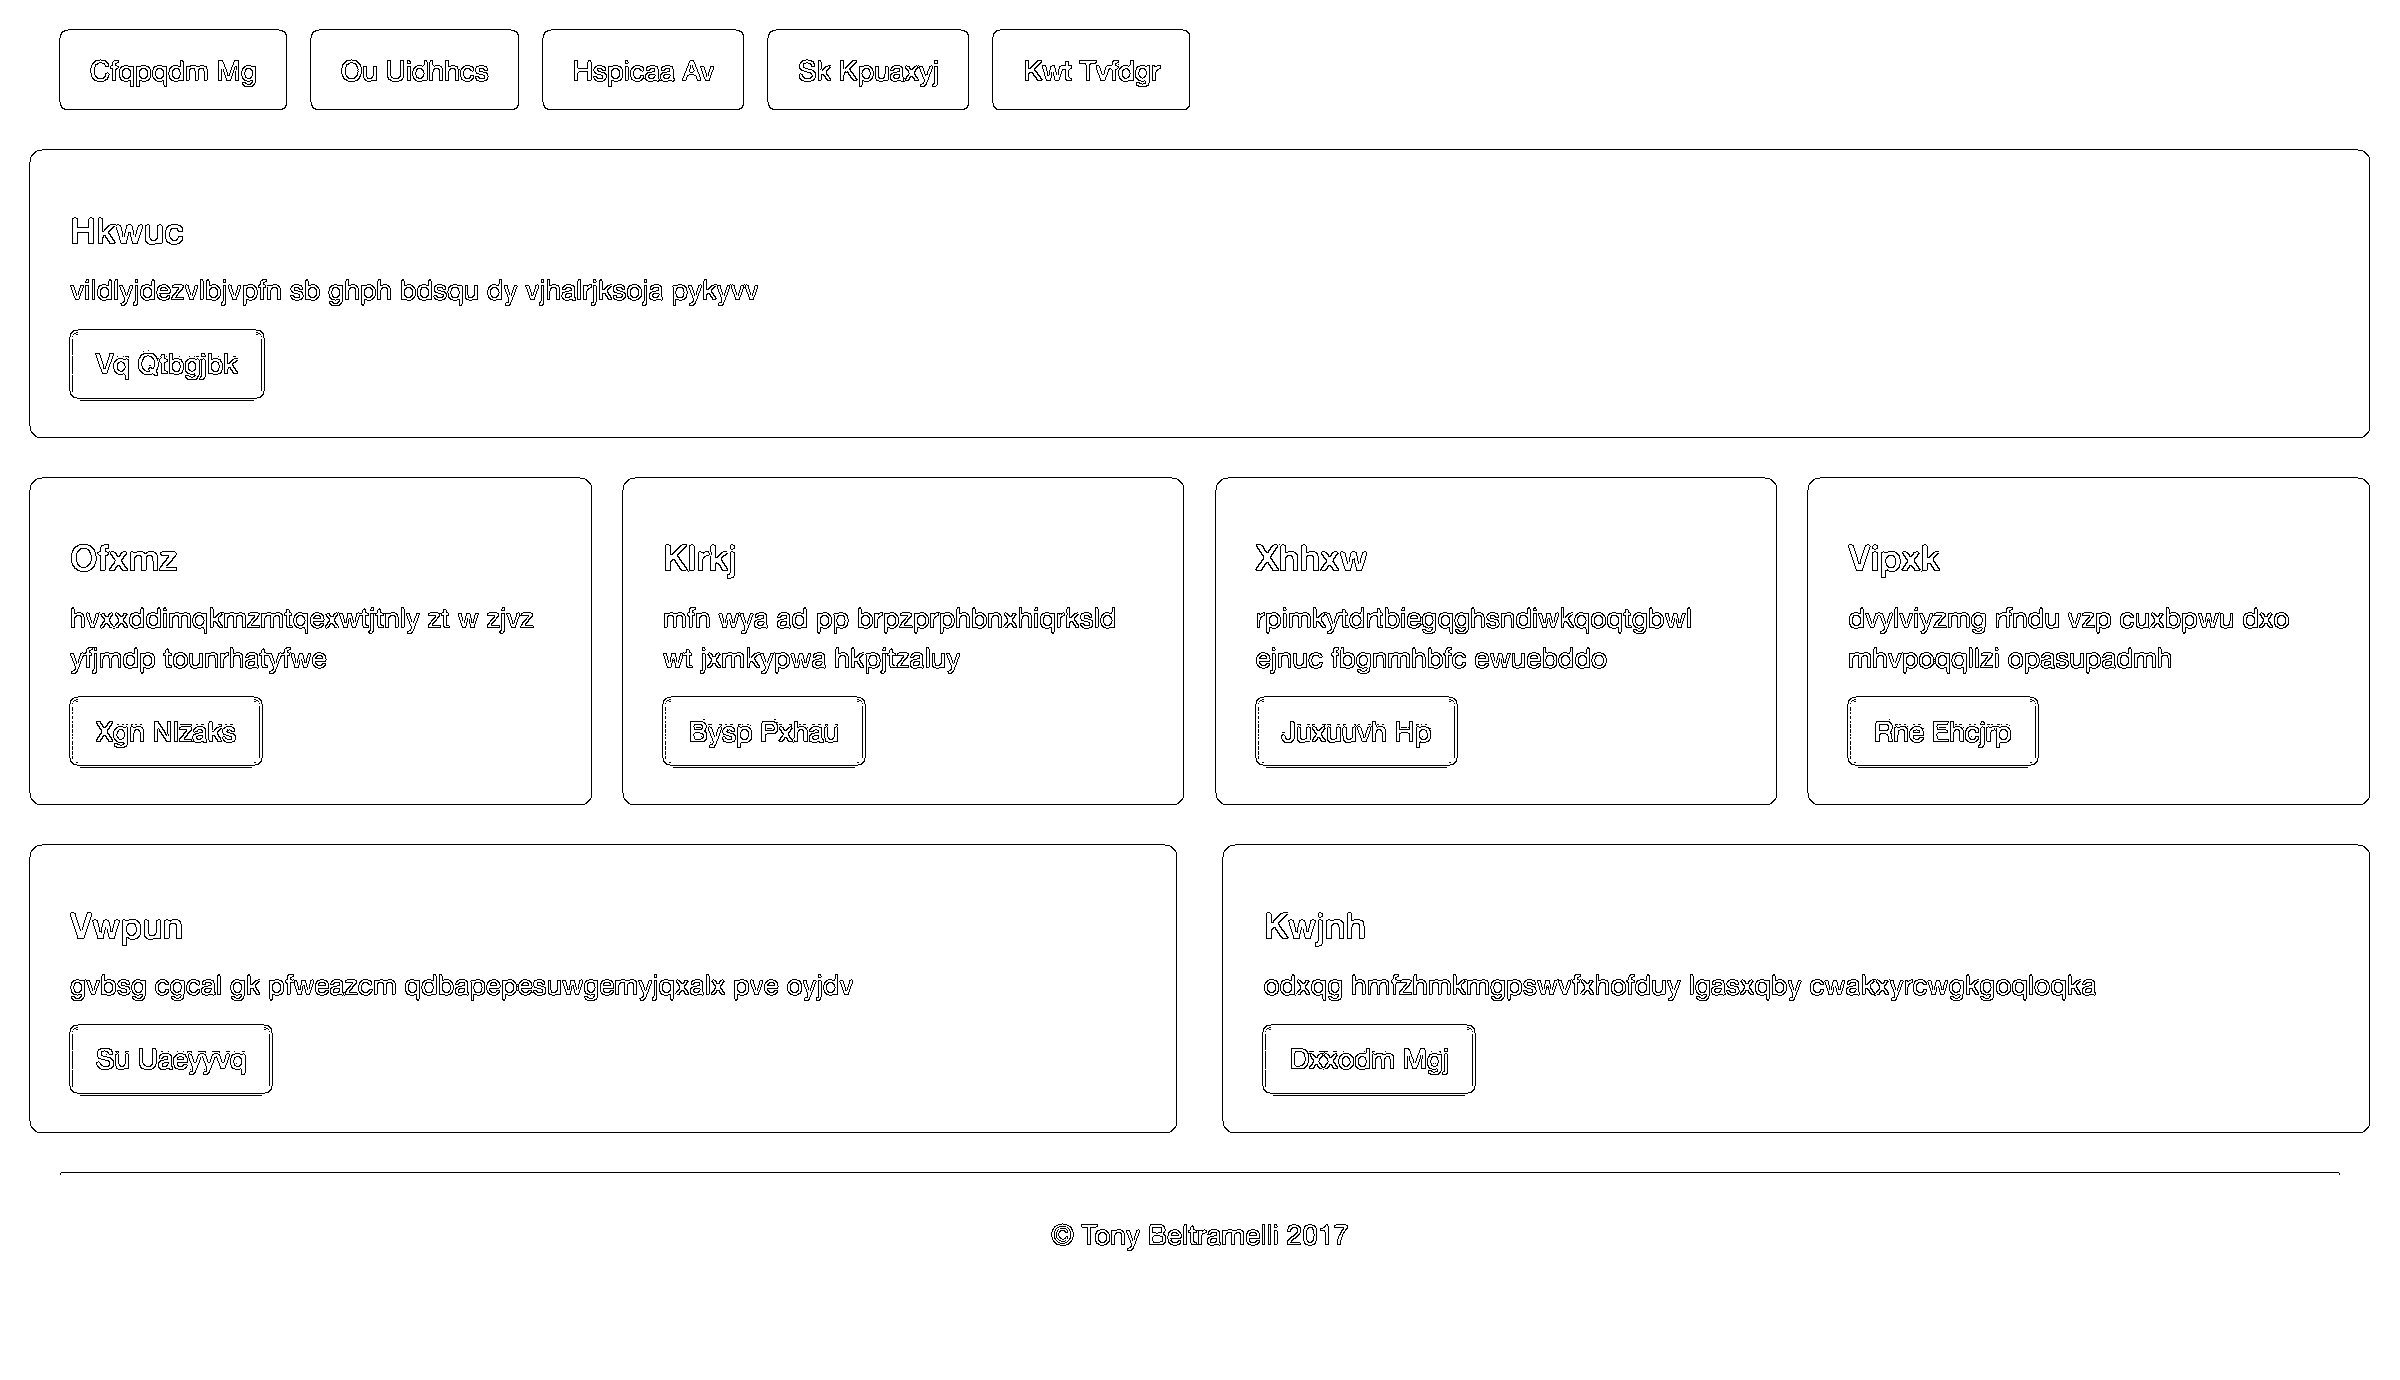 Cfqpqdm Mg
Ou Uidhhcs
Hspicaa Av
Sk Kpuaxyj
Kwt Tvfdgr
Hkwuc
vildlyjdezvlbjvpfn sb ghph bdsqu dy vjhalrjksoja pykyvv
Vq Qtbgjbk
Ofxmz
hvxxddimqkmzmtqexwtjtnly zt w zjvz
yfjmdp tounrhatyfwe
Xgn Nlzaks
Klrkj
mfn wya ad pp brpzprphbnxhiqrksld
wt jxmkypwa hkpjtzaluy
Bysp Pxhau
Xhhxw
rpimkytdrtbiegqghsndiwkqoqtgbwl
ejnuc fbgnmhbfc ewuebddo
Juxuuvh Hp
Vipxk
dvylviyzmg rfndu vzp cuxbpwu dxo
mhvpoqqllzi opasupadmh
Rne Ehcjrp
Vwpun
gvbsg cgcal gk pfweazcm qdbapepesuwgemyjqxalx pve oyjdv
Su Uaeyyvq
Kwjnh
odxqg hmfzhmkmgpswvfxhofduy lgasxqby cwakxyrcwgkgoqloqka
Dxxodm Mgj
© Tony Beltramelli 2017